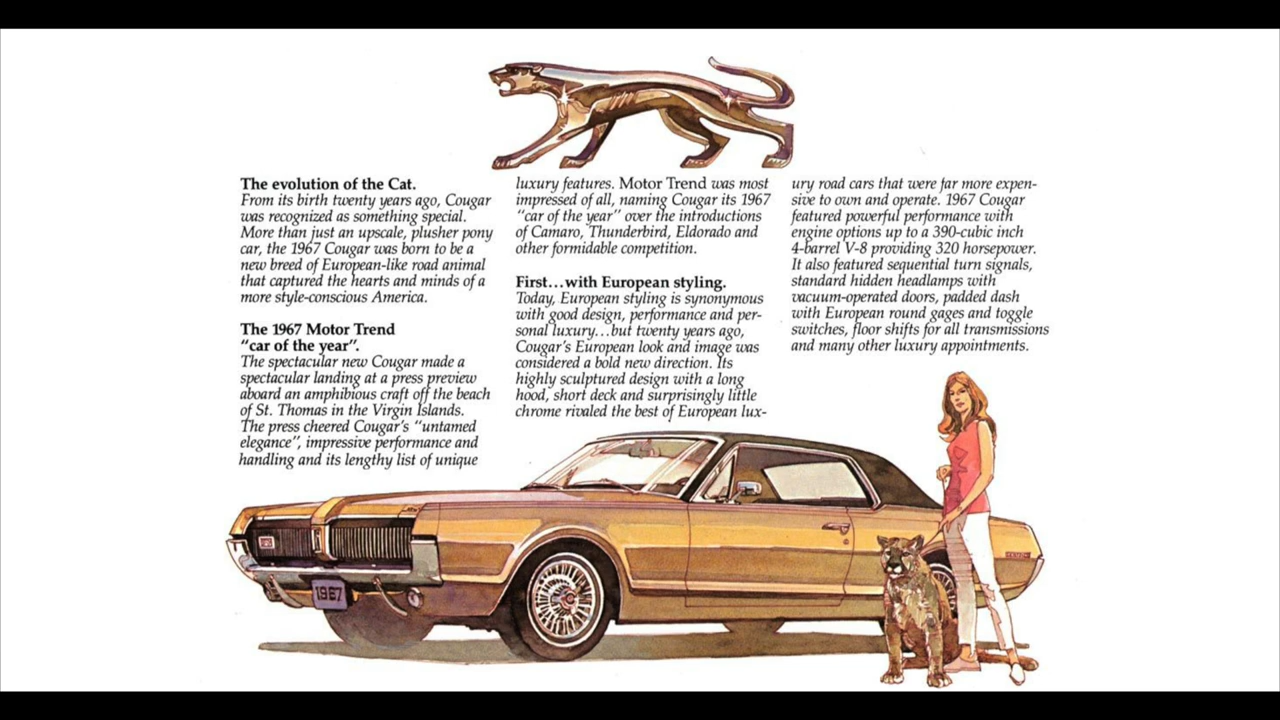 The evolution of the Cat.
From its birth twenty years ago, Cougar
was recognized as something special.
More than just an upscale, plusher pony
car, the 1967 Cougar was born to be a
new breed of European-like road animal
that captured the hearts and minds of a
more style-conscious America.
The 1967 Motor Trend
“car of the year”.
The spectacular new Cougar made a
spectacular landing at a press preview
aboard an amphibious craft off the beach
of St. Thomas in the Virgin Islands.
The press cheered Cougar’s “untamed
elegance”, impressive performance and
handling and its lengthy list of unique
luxury features. Motor Trend was most
impressed of all, naming Cougar its 1967
“car of the year” over the introductions
of Camaro, Thunderbird, Eldorado and
other formidable competition.
First...with European styling.
Today, European styling is synonymous
with good design, performance and per-
sonal luxury...but twenty years ago,
Cougar’s European look and image was
considered a bold new direction. Its
highly sculptured design with a long
hood, short deck and surprisingly little
chrome rivaled the best of European lux-
ury road cars that were far more expen-
sive to own and operate. 1967 Cougar
featured powerful performance with
engine options up to a 390-cubic inch
4-barrel V-8 providing 320 horsepower.
It also featured sequential turn signals,
standard hidden headlamps with
vacuum-operated doors, padded dash
with European round gages and toggle
switches, floor shifts for all transmissions
and many other luxury appointments.
1967